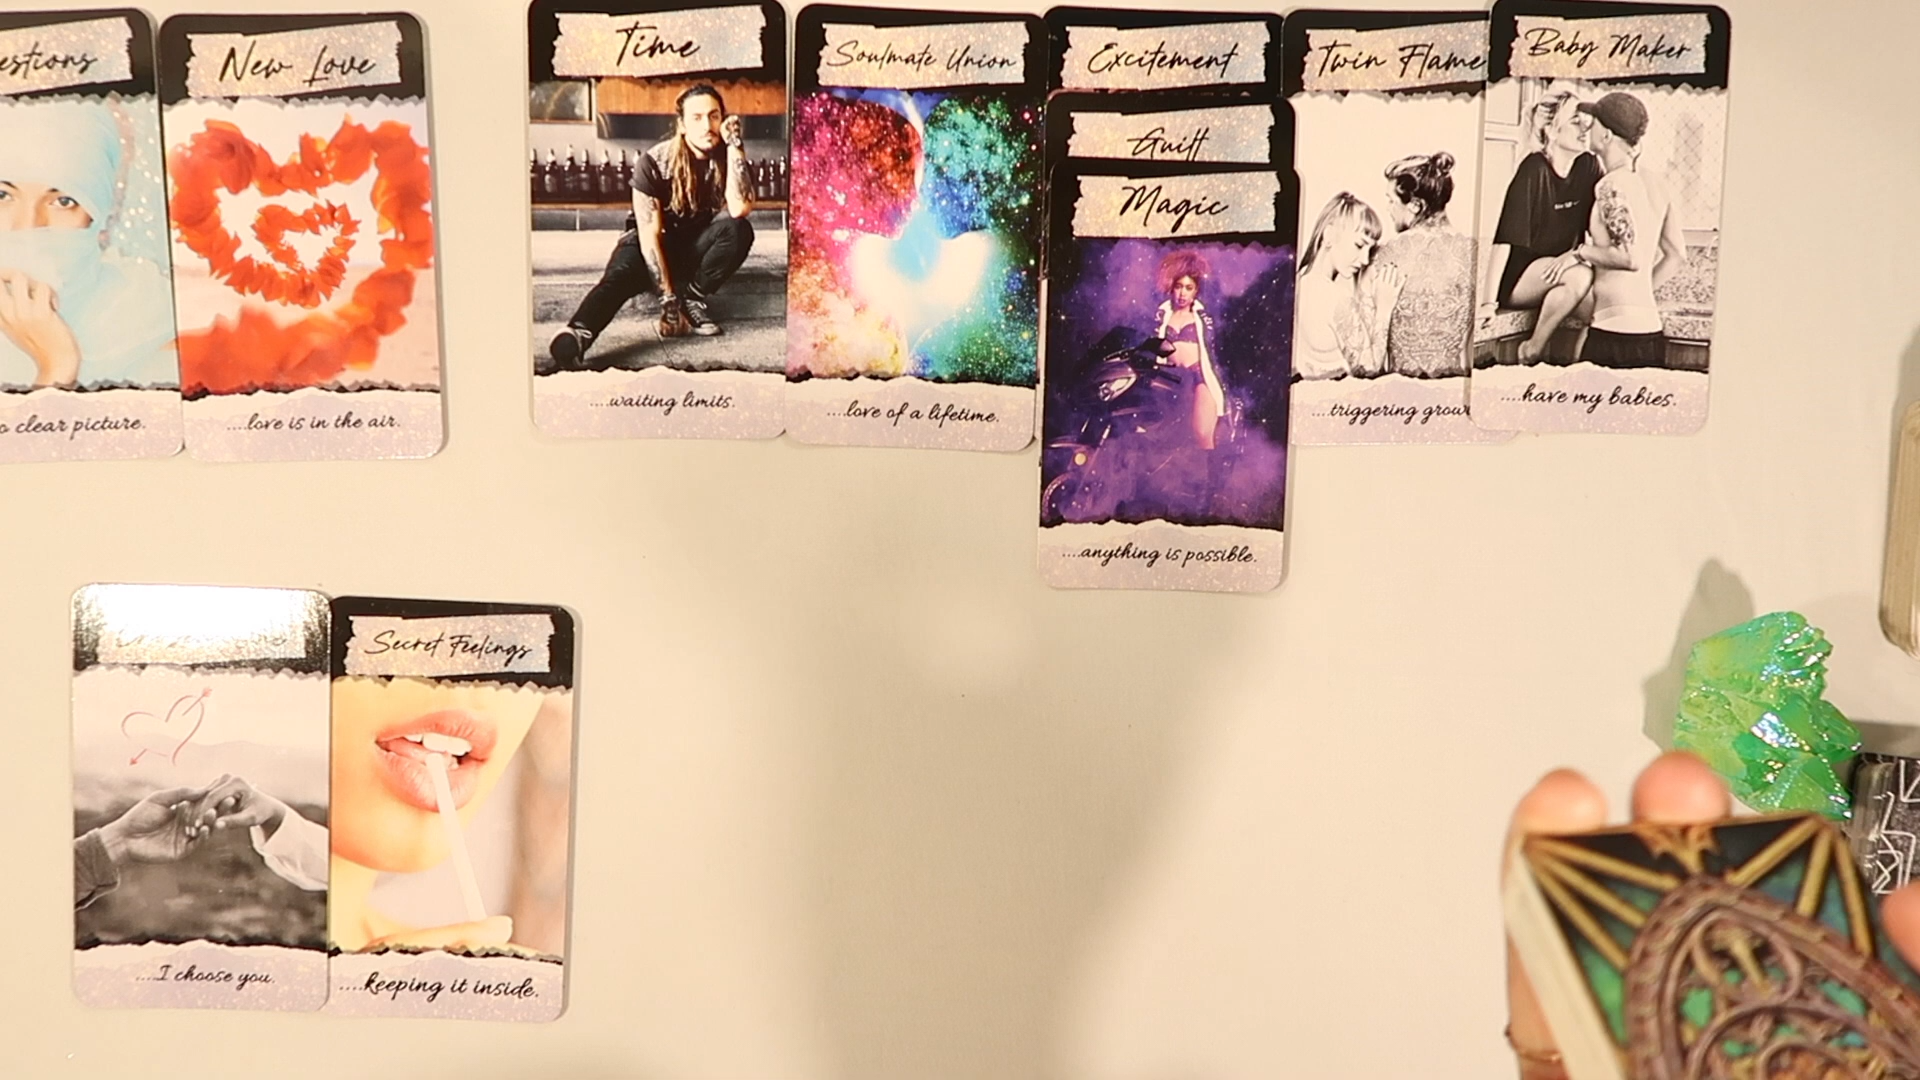 New Love
....love is in the air.
clear picture.
Time
....waiting limits.
Soulmate Union
....love of a lifetime.
Excitement
Guilt
Magic
....anything is possible.
Twin Flame
....triggering
Baby Maker
....have my babies.
....I choose you.
Secret Feelings
....keeping it inside.